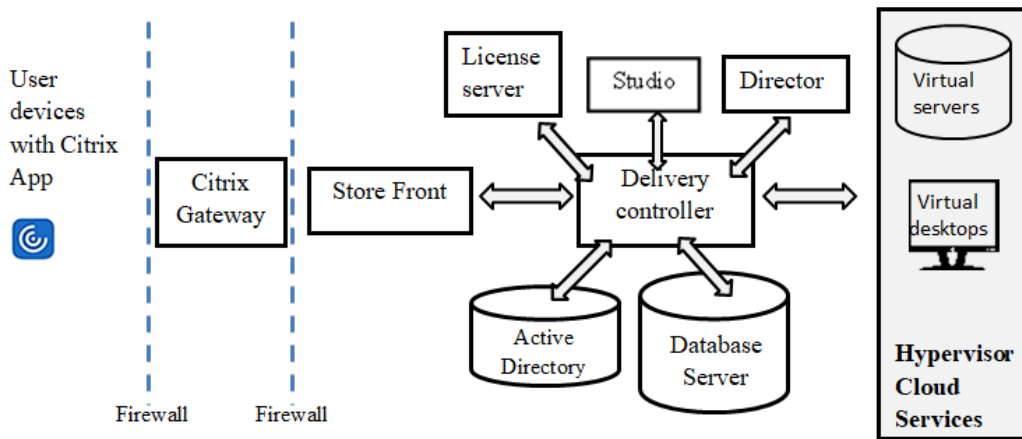 User
devices
with Citrix
App
Firewall
Citrix
Gateway
Firewall
Store Front
License
server
Studio
Director
Delivery
controller
Active
Directory
Database
Server
Virtual
servers
Virtual
desktops
Hypervisor
Cloud
Services